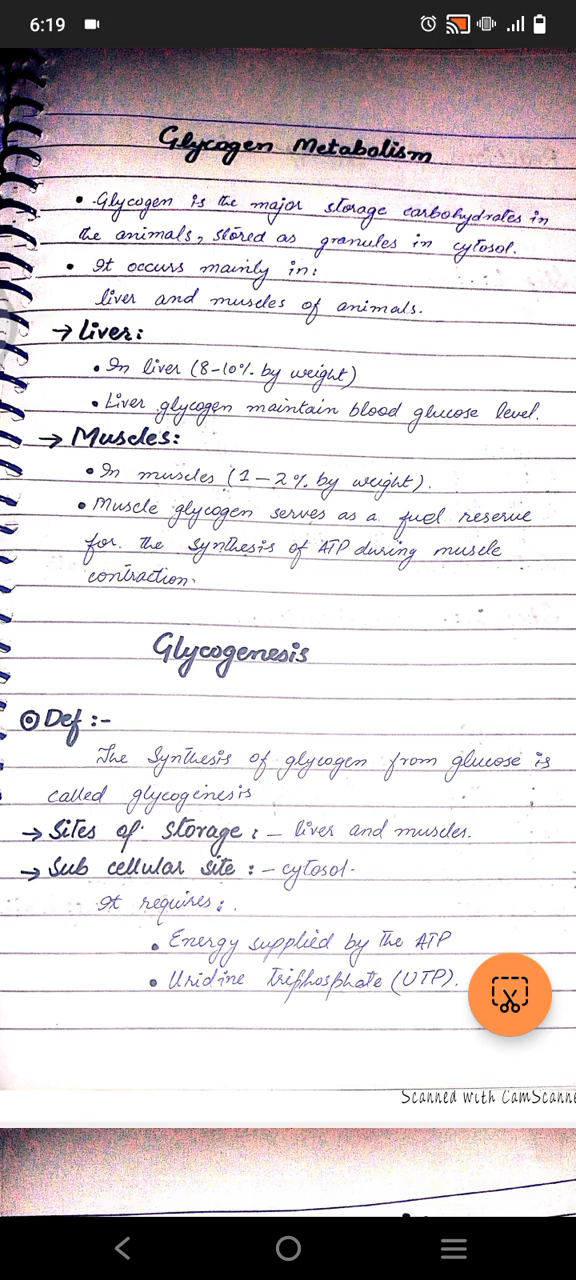 6:19
Glycogen Metabolism
• Glycogen is the major storage carbohydrates in
the animals, stored as granules in cytosol.
• It occurs mainly in:
liver and muscles of animals.
→ Liver:
• In liver (8-10% by weight)
• Liver glycogen maintain blood glucose level.
→ Muscles:
• In muscles (1-2% by weight).
• Muscle glycogen serves as a fuel reserve
for the synthesis of ATP during muscle
contraction.
Glycogenesis
Def :-
The Synthesis of glycogen from glucose is
called glycogenesis
→ Sites of storage : - liver and muscles.
→ Sub cellular site : - cytosol.
It requires :.
• Energy supplied by the ATP
• Uridine Triphosphate (UTP).
Scanned with CamScanne